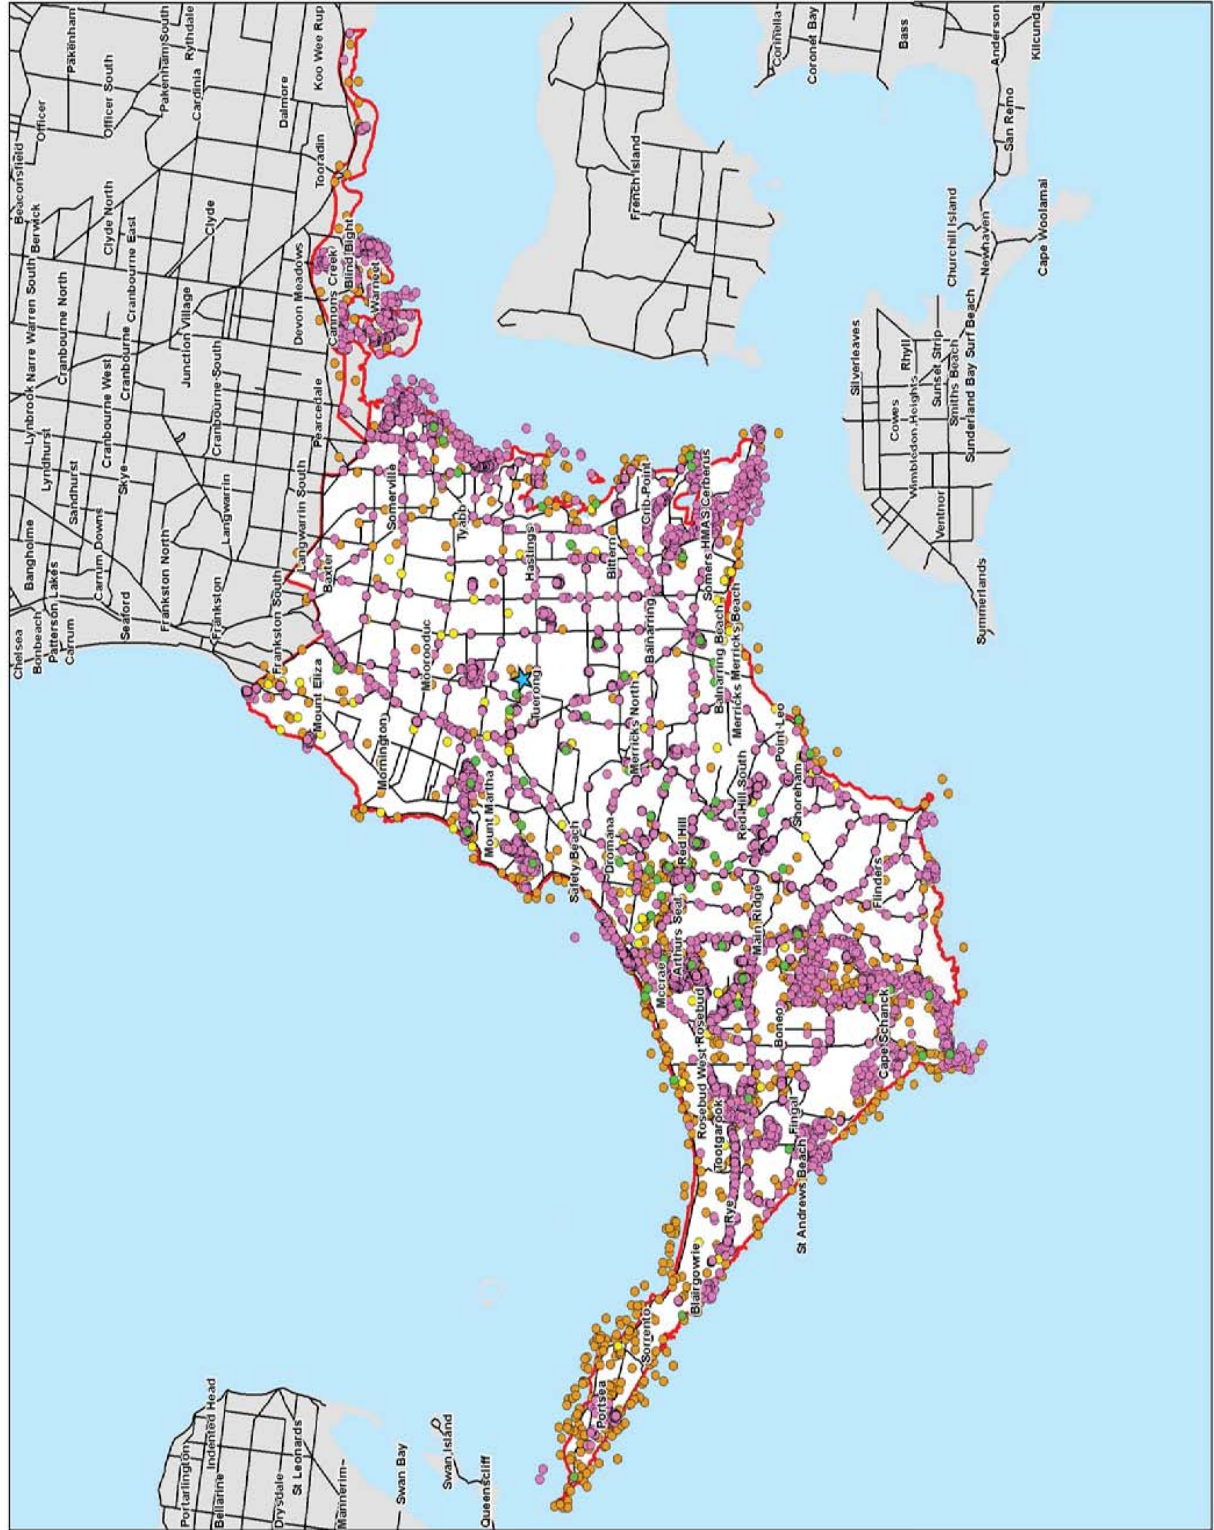 Portarlington
Indented Head
Bellarine
St Leonards
Drysdale
Mannerim
Swan Bay
Swan Island
Queenscliff
Chelsea
Bonbeach
Patterson Lakes
Carrum
Bangholme
Carrum Downs
Seaford
Frankston North
Frankston
Frankston South
Lynbrook
Lyndhurst
Sandhurst
Skye
Langwarrin
Langwarrin South
Narre Warren South
Cranbourne North
Cranbourne West
Cranbourne
Cranbourne East
Junction Village
Cranbourne South
Pearcedale
Beaconsfield
Berwick
Officer
Clyde North
Clyde
Devon Meadows
Cannons Creek
Blind Bight
Warneet
Pakenham
Officer South
Pakenham South
Rythdale
Cardinia
Dalmore
Koo Wee Rup
Tooradin
Mount Eliza
Baxter
Somerville
Mornington
Moorooduc
Tyabb
Mount Martha
Tuerong
Hastings
Safety Beach
Dromana
Merricks North
Balnarring
Bittern
Crib Point
Mccrae
Arthurs Seat
Red Hill
Balnarring Beach
Merricks
Merricks Beach
Somers
HMAS Cerberus
Rosebud West
Rosebud
Main Ridge
Red Hill South
Point Leo
Shoreham
Portsea
Sorrento
Blairgowrie
Rye
Tootgarook
Boneo
Fingal
St Andrews Beach
Cape Schanck
Flinders
French Island
Corinella
Coronet Bay
Bass
Anderson
Kilcunda
San Remo
Silverleaves
Cowes
Rhyll
Wimbledon Heights
Sunset Strip
Ventnor
Smiths Beach
Sunderland Bay
Surf Beach
Summerlands
Churchill Island
Newhaven
Cape Woolamai